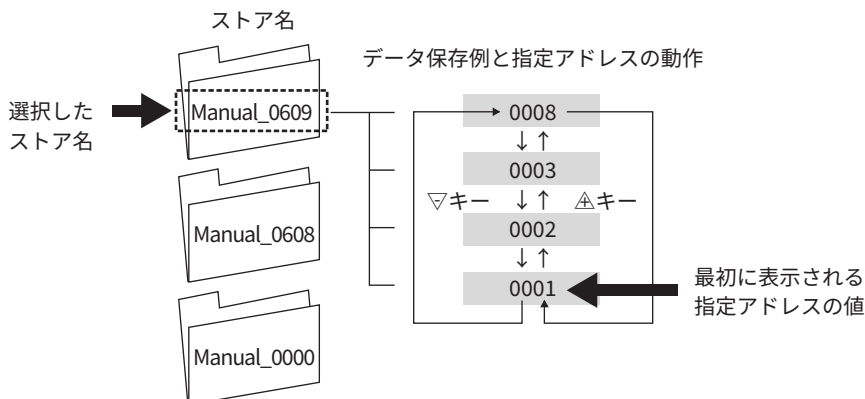 ストア名
データ保存例と指定アドレスの動作
選択した
ストア名
Manual_0609
0008
↓ ↑
0003
▽キー ↓ ↑ △キー
0002
↓ ↑
0001
最初に表示される
指定アドレスの値
Manual_0608
Manual_0000